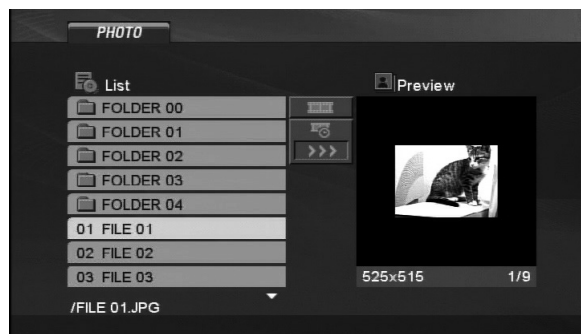 PHOTO
List
Preview
FOLDER 00
FOLDER 01
FOLDER 02
FOLDER 03
FOLDER 04
01 FILE 01
02 FILE 02
03 FILE 03
>>>
525x515 1/9
/FILE 01.JPG